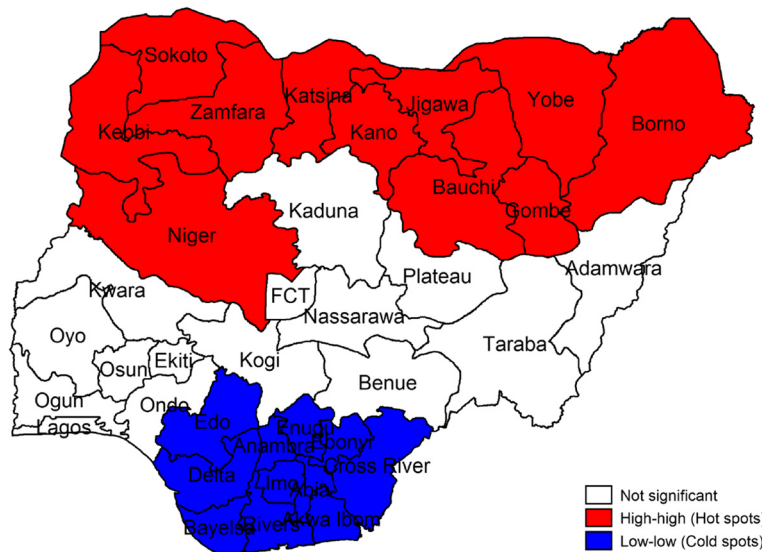 Sokoto
Katsina
Jigawa
Yobe
Zamfara
Kebbi
Kano
Borno
Bauchi
Gombe
Kaduna
Niger
Adamwara
Plateau
Kwara
FCT
Nassarawa
Oyo
Taraba
Osun
Ekiti
Kogi
Benue
Ogun
Ondo
Lagos
Edo
Enugu
Anambra
Ebonyi
Cross River
Delta
Imo
Abia
Bayelsa
Rivers
Akwa Ibom
Not significant
High-high (Hot spots)
Low-low (Cold spots)